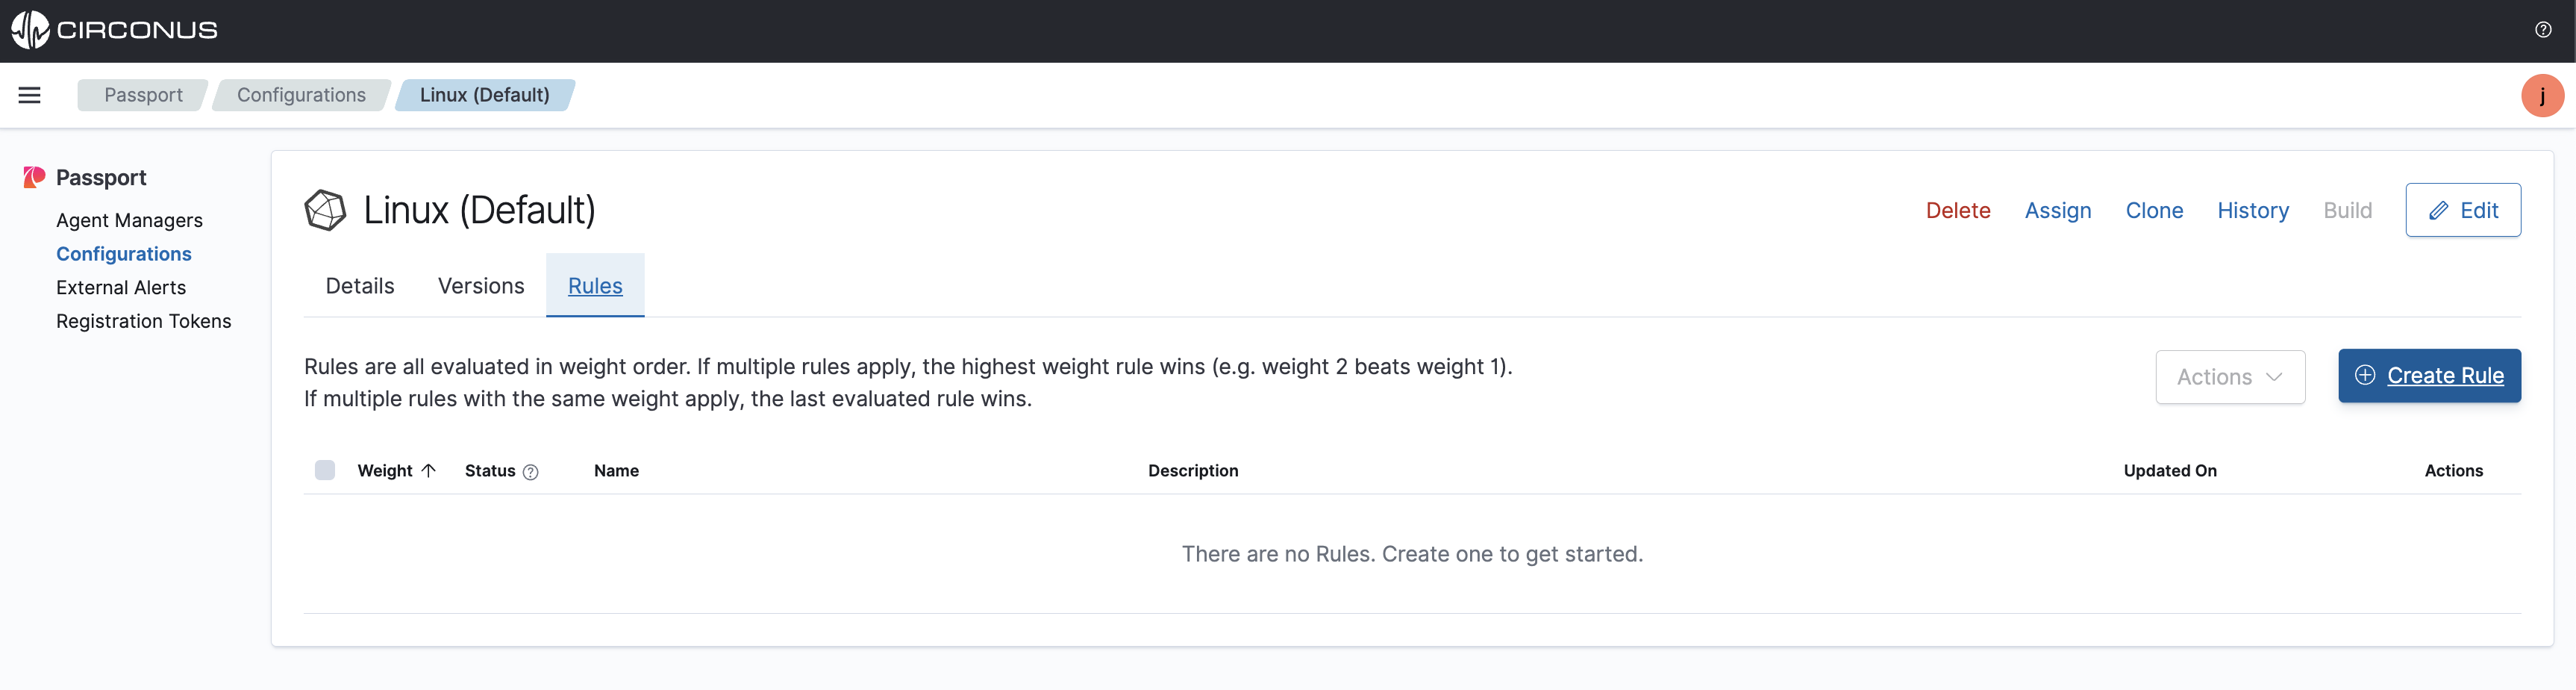 CIRCONUS
Passport
Configurations
Linux (Default)
j
Passport
Agent Managers
Configurations
External Alerts
Registration Tokens
Linux (Default)
Delete
Assign
Clone
History
Build
Edit
Details
Versions
Rules
Rules are all evaluated in weight order. If multiple rules apply, the highest weight rule wins (e.g. weight 2 beats weight 1).
If multiple rules with the same weight apply, the last evaluated rule wins.
Actions
Create Rule
Weight
Status
Name
Description
Updated On
Actions
There are no Rules. Create one to get started.